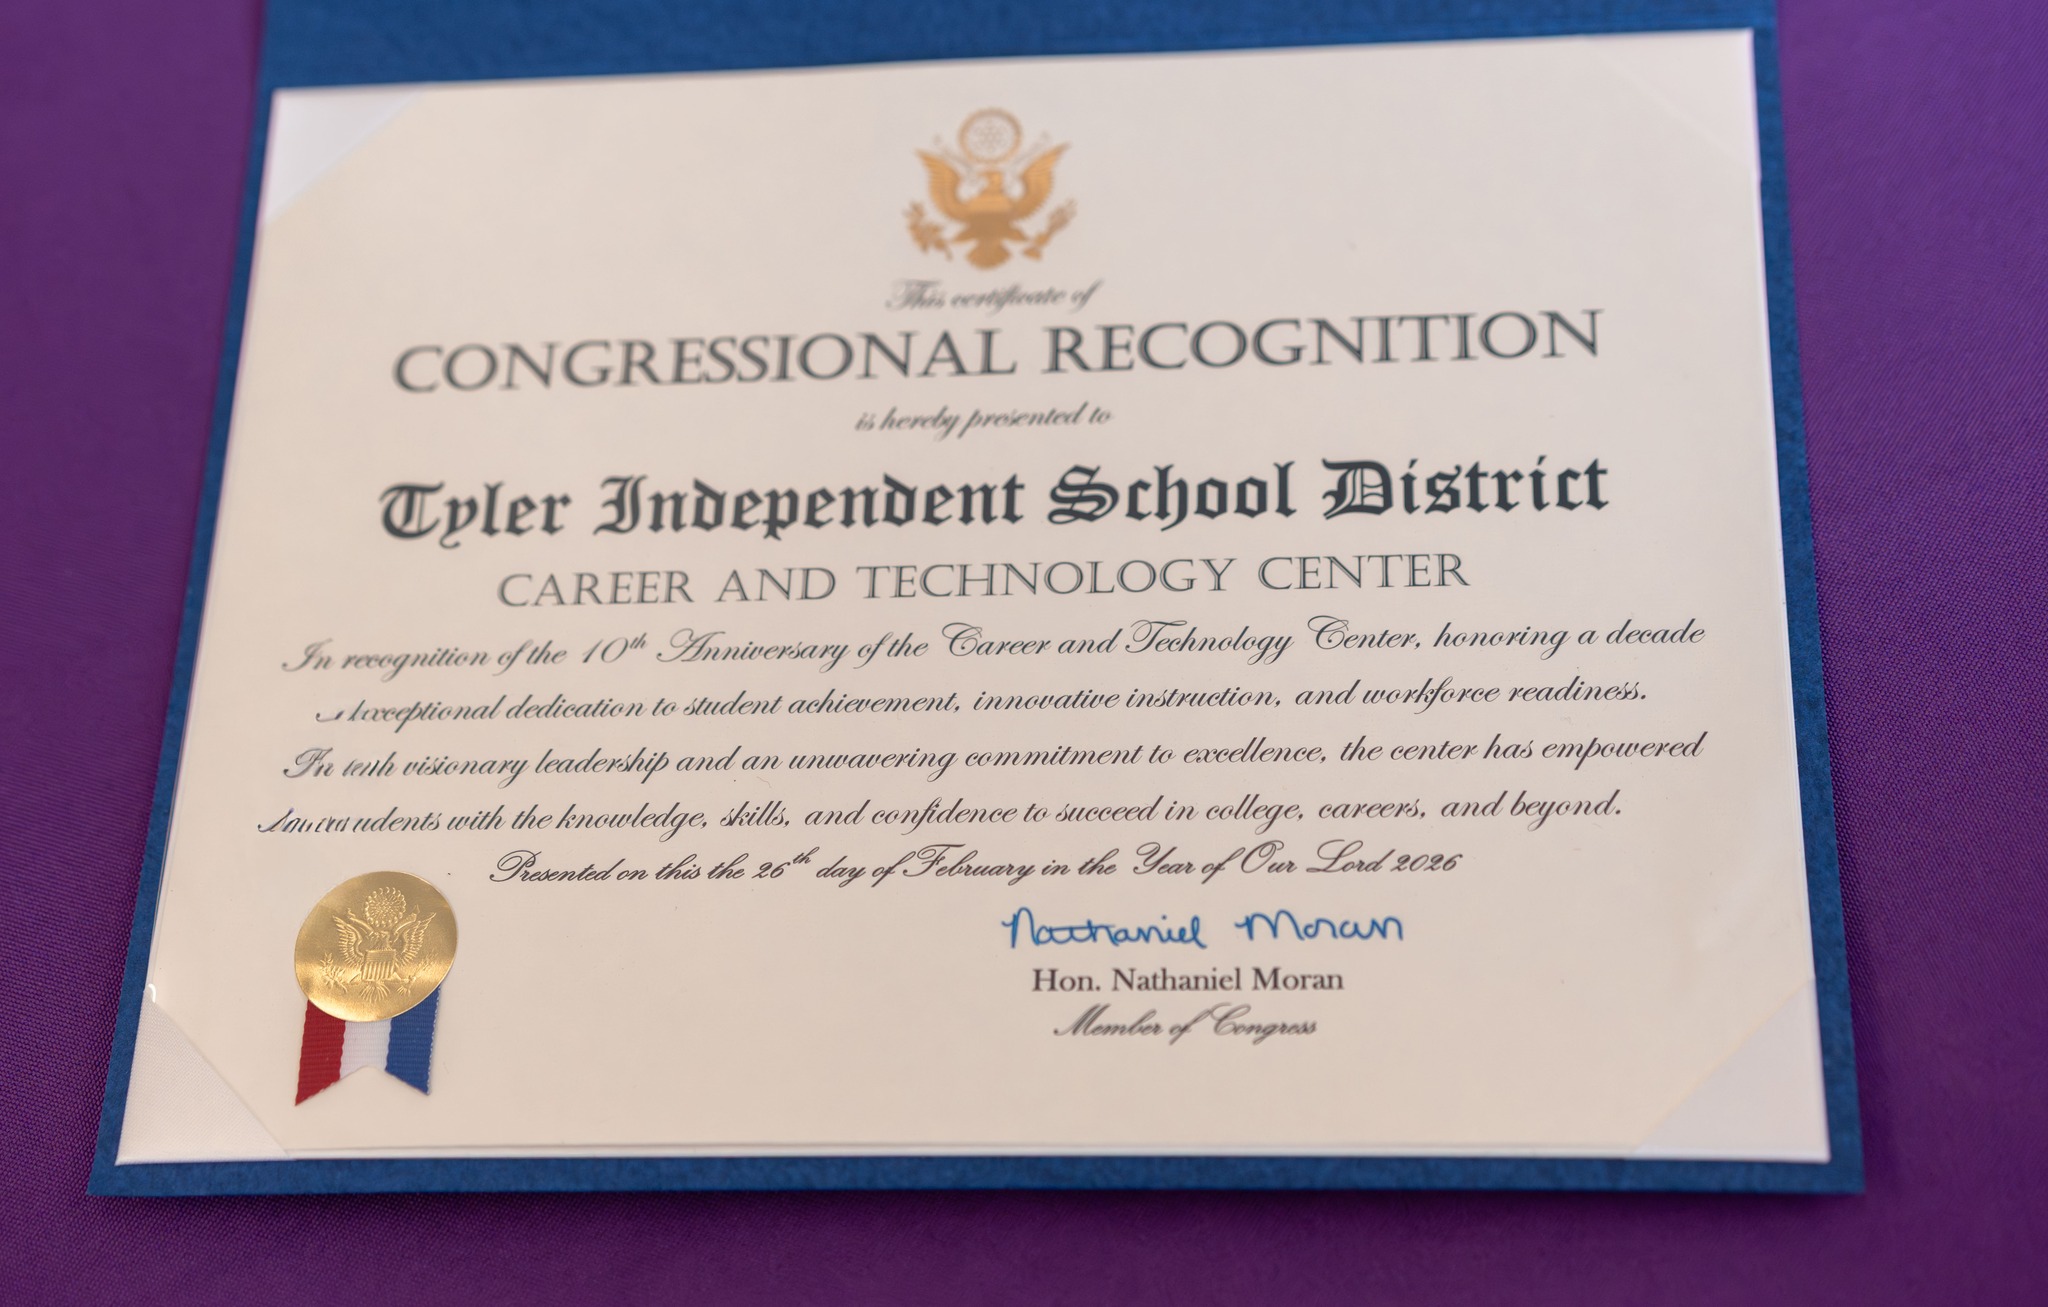 This certificate of
CONGRESSIONAL RECOGNITION
is hereby presented to
Tyler Independent School District
CAREER AND TECHNOLOGY CENTER
In recognition of the 10th Anniversary of the Career and Technology Center, honoring a decade
exceptional dedication to student achievement, innovative instruction, and workforce readiness.
visionary leadership and an unwavering commitment to excellence, the center has empowered
with the knowledge, skills, and confidence to succeed in college, careers, and beyond.
Presented on this the 26th day of February in the Year of Our Lord 2026
Nathaniel Moran
Hon. Nathaniel Moran
Member of Congress